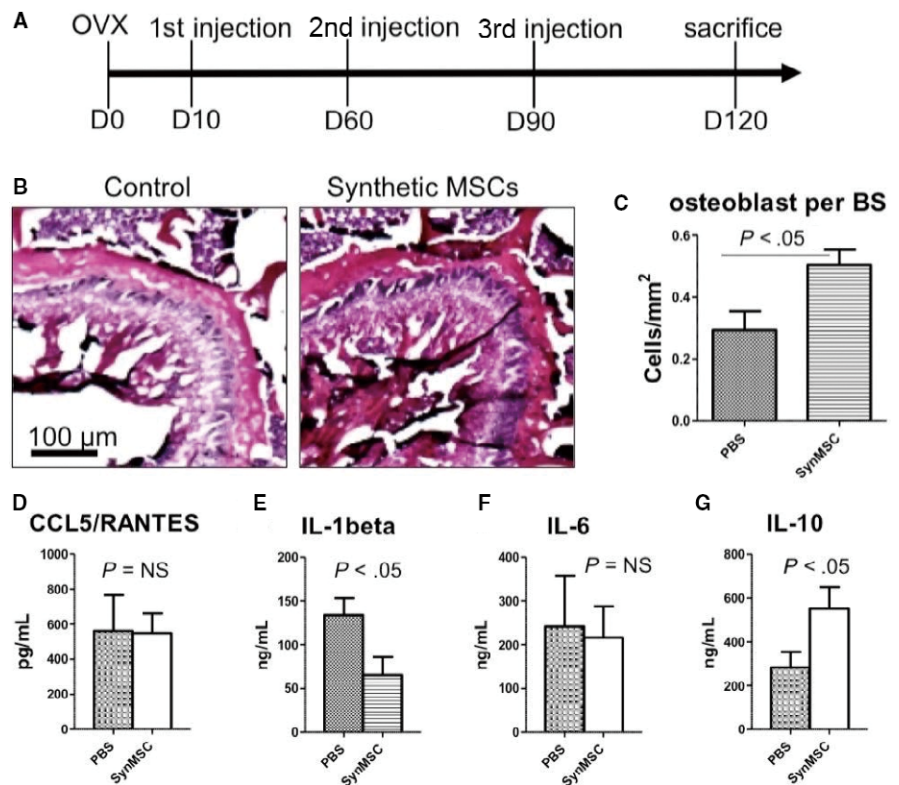 A
OVX 1st injection 2nd injection 3rd injection sacrifice
D0 D10 D60 D90 D120
B
Control Synthetic MSCs
100 µm
C
osteoblast per BS
P < .05
Cells/mm²
0.6
0.4
0.2
0.0
PBS
SynMSC
D
CCL5/RANTES
P = NS
pg/mL
1000
800
600
400
200
0
PBS
SynMSC
E
IL-1beta
P < .05
ng/mL
200
150
100
50
0
PBS
SynMSC
F
IL-6
P = NS
ng/mL
400
300
200
100
0
PBS
SynMSC
G
IL-10
P < .05
ng/mL
800
600
400
200
0
PBS
SynMSC